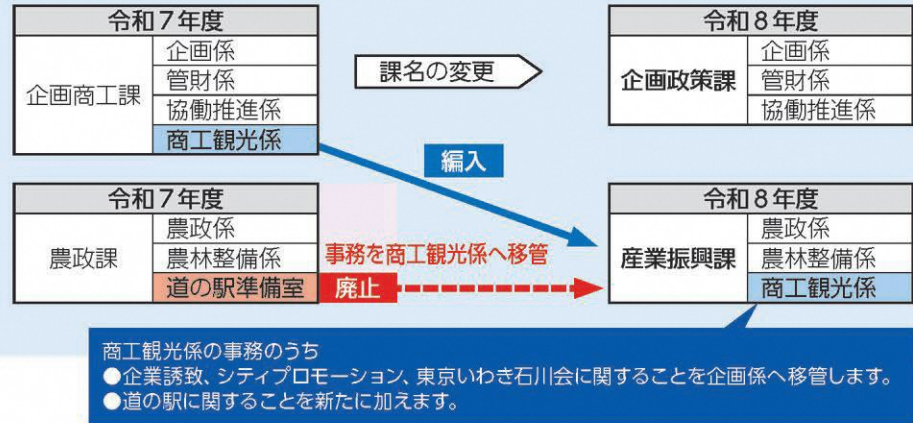 令和7年度
企画商工課
企画係
管財係
協働推進係
商工観光係
課名の変更
令和8年度
企画政策課
企画係
管財係
協働推進係
編入
令和7年度
農政課
農政係
農林整備係
道の駅準備室
事務を商工観光係へ移管
廃止
令和8年度
産業振興課
農政係
農林整備係
商工観光係
商工観光係の事務のうち
●企業誘致、シティプロモーション、東京いわき石川会に関することを企画係へ移管します。
●道の駅に関することを新たに加えます。